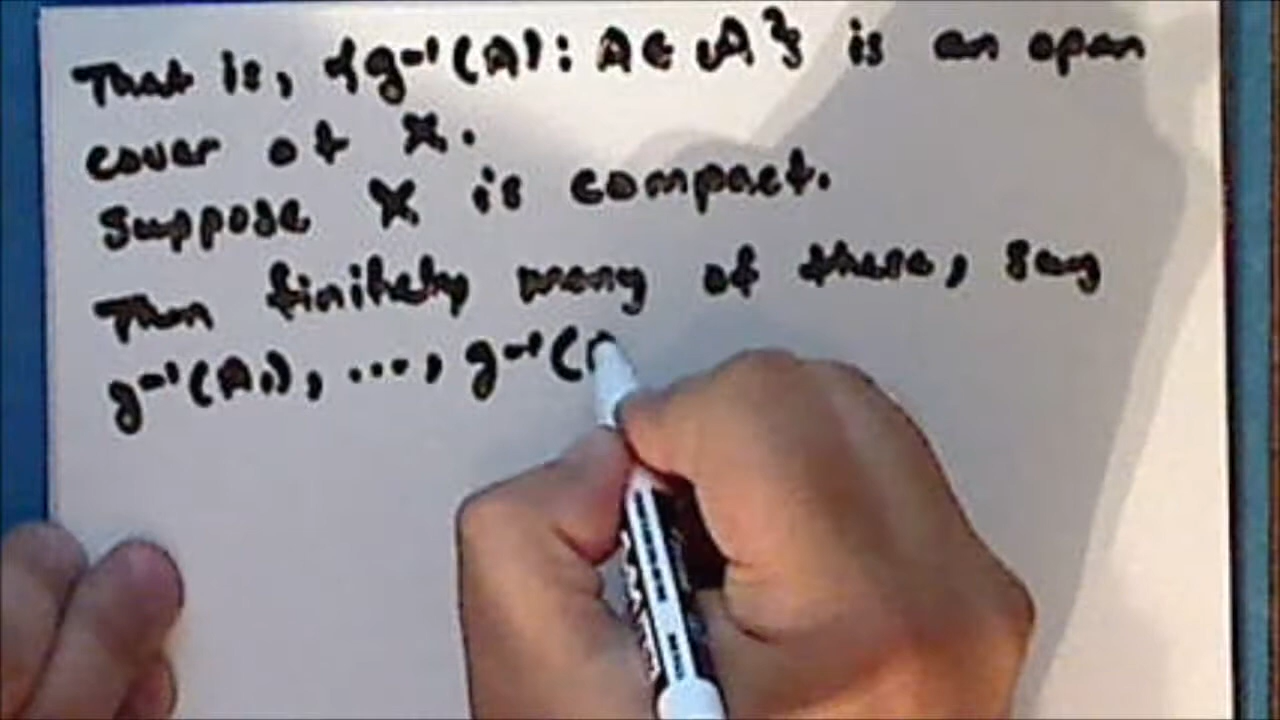 That is, {g⁻¹(A): A ∈ 𝒜} is an open
cover of X.
Suppose X is compact.
Then finitely many of these, say
g⁻¹(A₁), ..., g⁻¹(